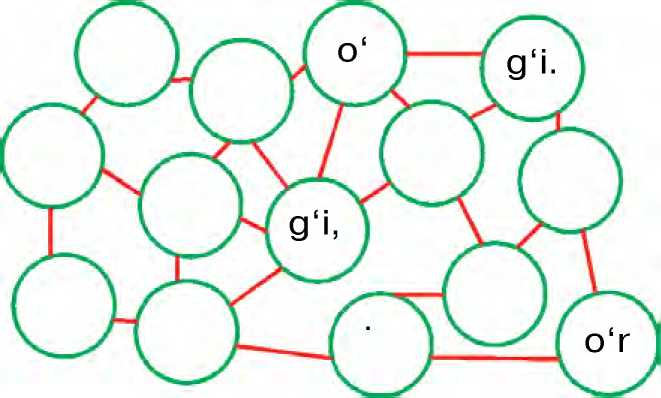 o‘
g‘i.
g‘i,
.
o‘r